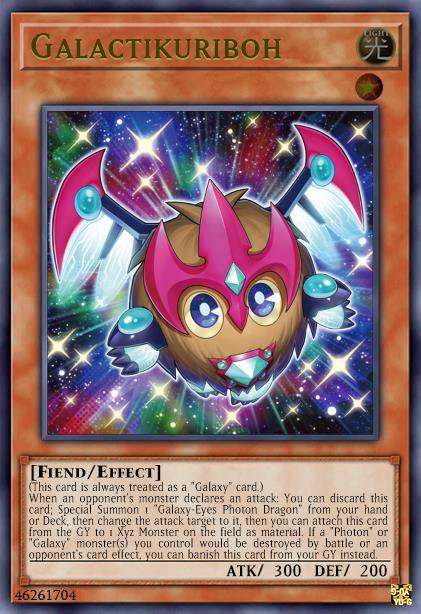 GALACTIKURIBOH
LIGHT
光
[FIEND/EFFECT]
(This card is always treated as a "Galaxy" card.)
When an opponent's monster declares an attack: You can discard this
card; Special Summon 1 "Galaxy-Eyes Photon Dragon" from your hand
or Deck, then change the attack target to it, then you can attach this card
from the GY to 1 Xyz Monster on the field as material. If a "Photon" or
"Galaxy" monster(s) you control would be destroyed by battle or an
opponent's card effect, you can banish this card from your GY instead.
ATK/ 300 DEF/ 200
46261704